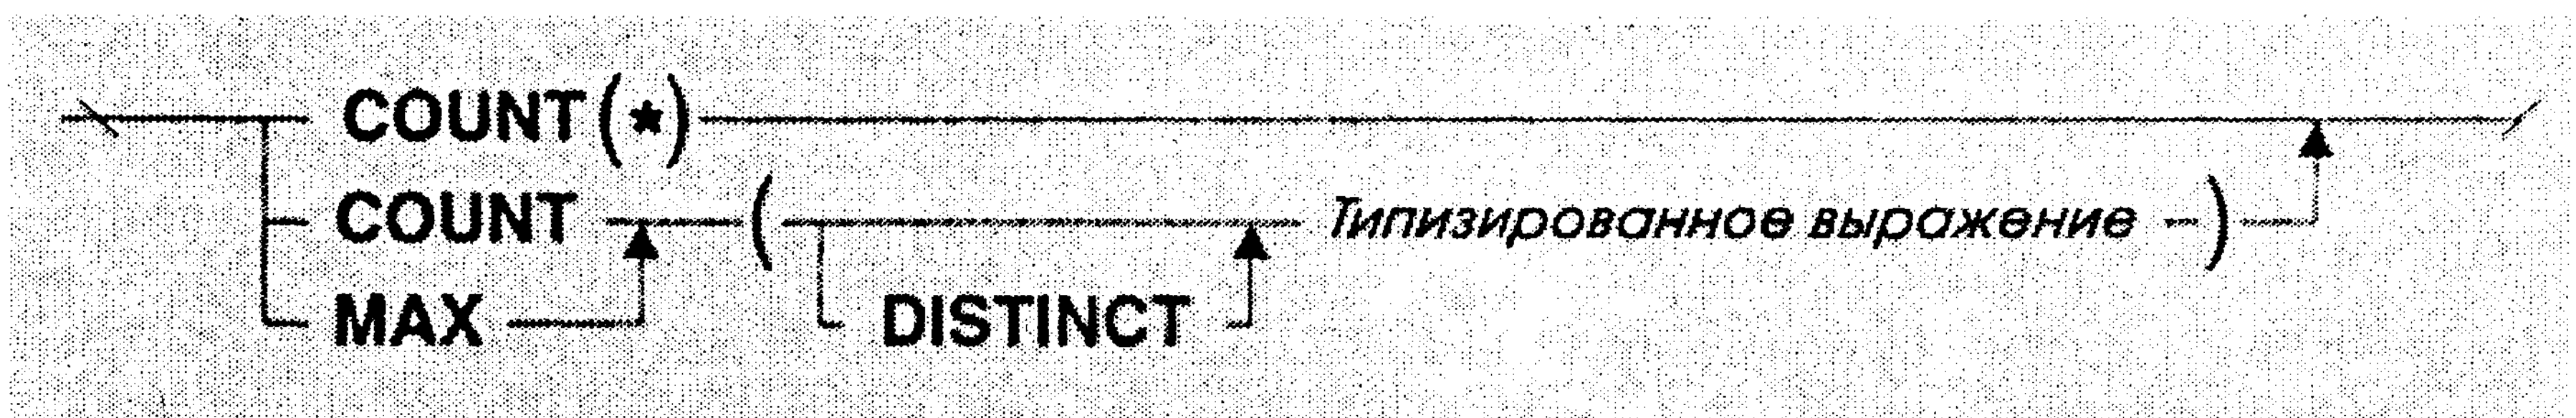 COUNT(*)
COUNT ( Типизированное выражение )
MAX DISTINCT